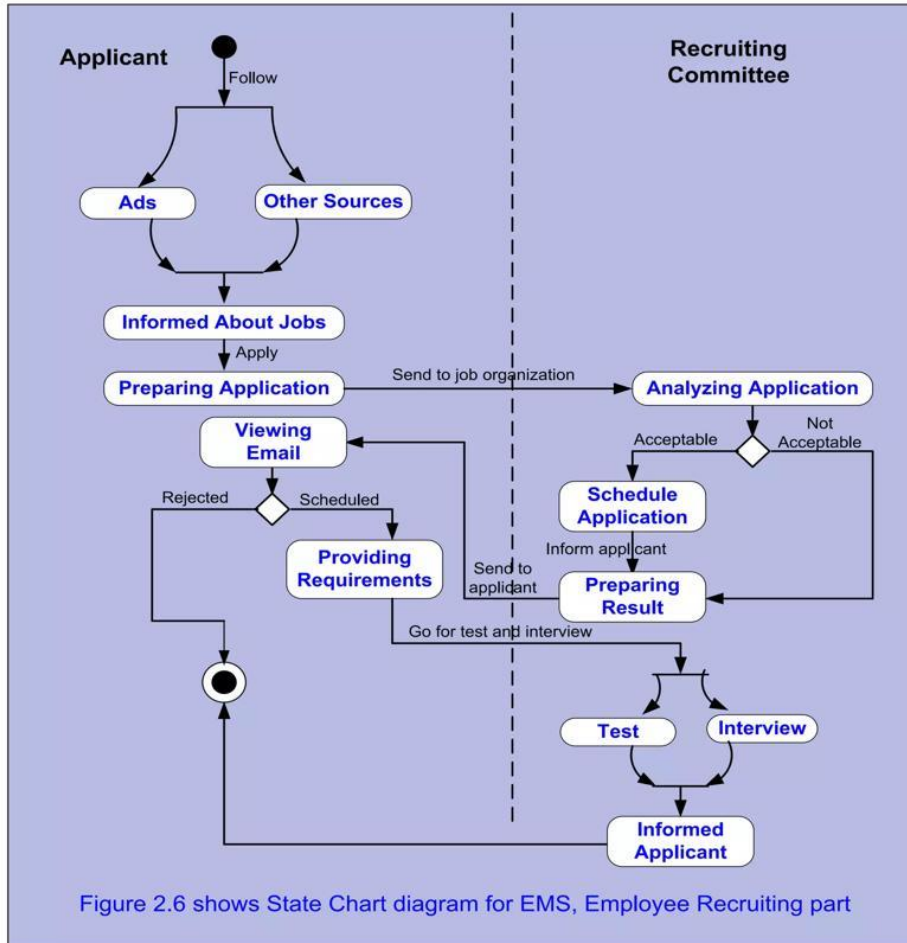 Applicant
Recruiting
Committee
Follow
Ads
Other Sources
Informed About Jobs
Apply
Preparing Application
Send to job organization
Analyzing Application
Viewing
Email
Acceptable
Not
Acceptable
Rejected
Scheduled
Schedule
Application
Providing
Requirements
Inform applicant
Send to
applicant
Preparing
Result
Go for test and interview
Test
Interview
Informed
Applicant
Figure 2.6 shows State Chart diagram for EMS, Employee Recruiting part